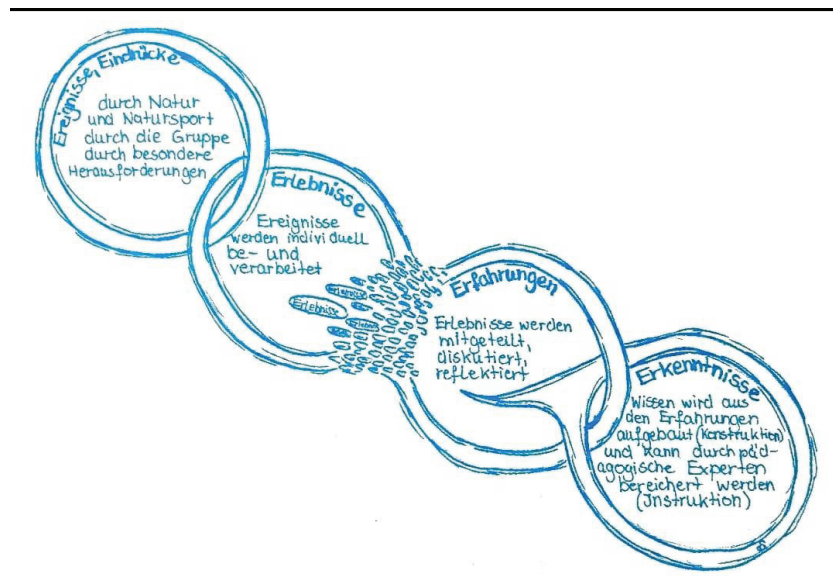 Ereignisse, Eindrücke
durch Natur
und Natursport
durch die Gruppe
durch besondere
Herausforderungen
Erlebnisse
Ereignisse
werden individuell
be- und
verarbeitet
Erlebnisse
Erlebnisse
Erlebnisse
Erfahrungen
Erlebnisse werden
mitgeteilt,
diskutiert,
reflektiert
Erkenntnisse
Wissen wird aus
den Erfahrungen
aufgebaut (Konstruktion)
und kann durch päd-
agogische Experten
bereichert werden
(Instruktion)